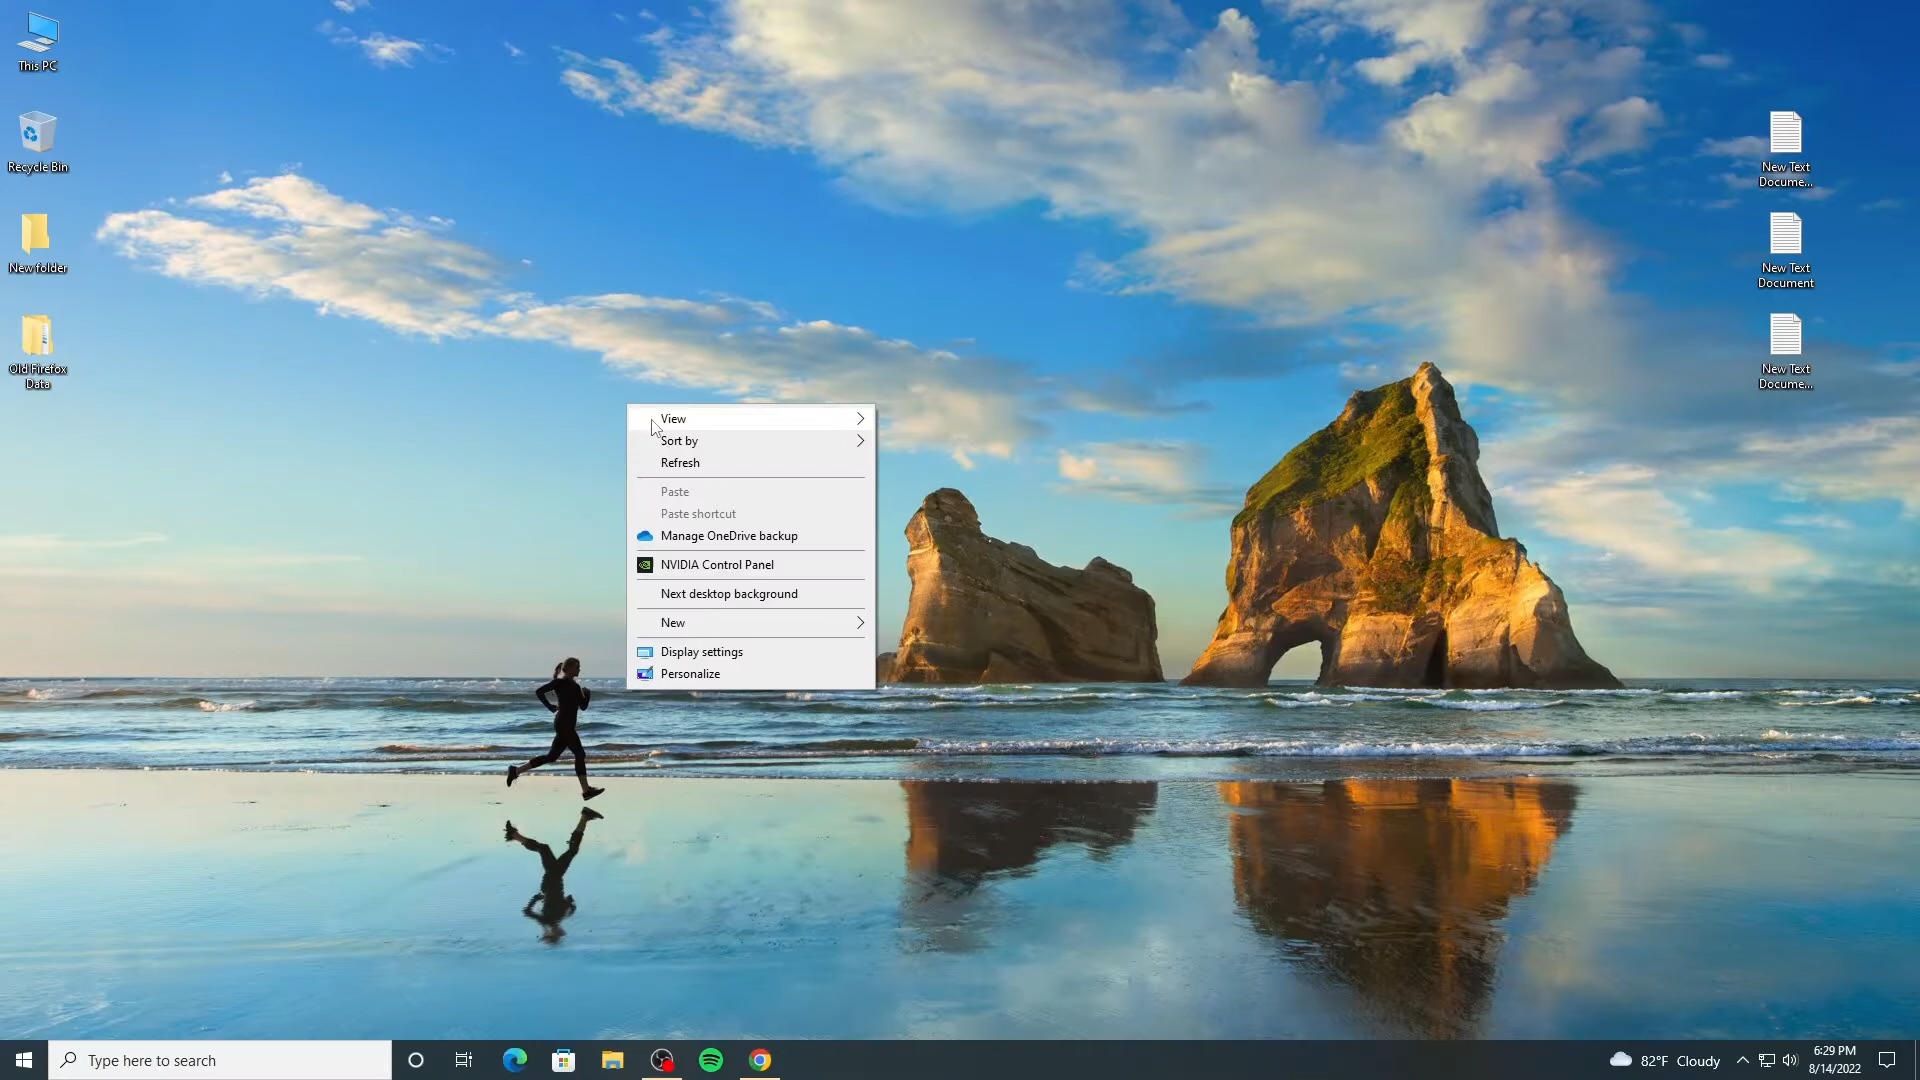 This PC
Recycle Bin
New folder
Old Firefox
Data
New Text
Docume...
New Text
Document
New Text
Docume...
View
Sort by
Refresh
Paste
Paste shortcut
Manage OneDrive backup
NVIDIA Control Panel
Next desktop background
New
Display settings
Personalize
Type here to search
82°F Cloudy
6:29 PM
8/14/2022